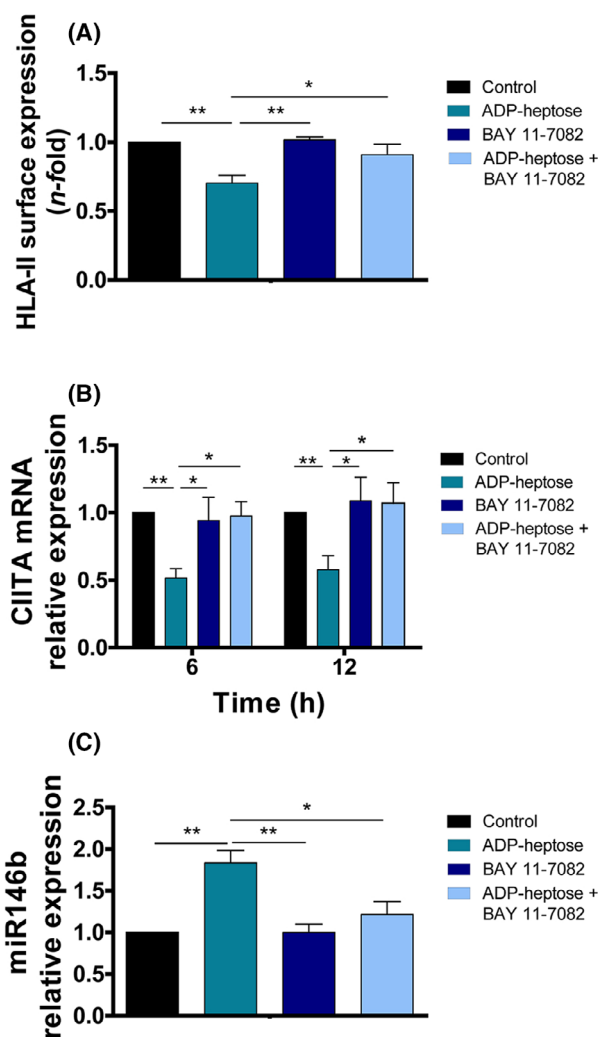 (A)
HLA-II surface expression
(n-fold)
1.5
1.0
0.5
0.0
*
** **
Control
ADP-heptose
BAY 11-7082
ADP-heptose +
BAY 11-7082
(B)
CIITA mRNA
relative expression
1.5
1.0
0.5
0.0
* *
** * ** *
6 12
Time (h)
Control
ADP-heptose
BAY 11-7082
ADP-heptose +
BAY 11-7082
(C)
miR146b
relative expression
2.5
2.0
1.5
1.0
0.5
0.0
*
** **
Control
ADP-heptose
BAY 11-7082
ADP-heptose +
BAY 11-7082